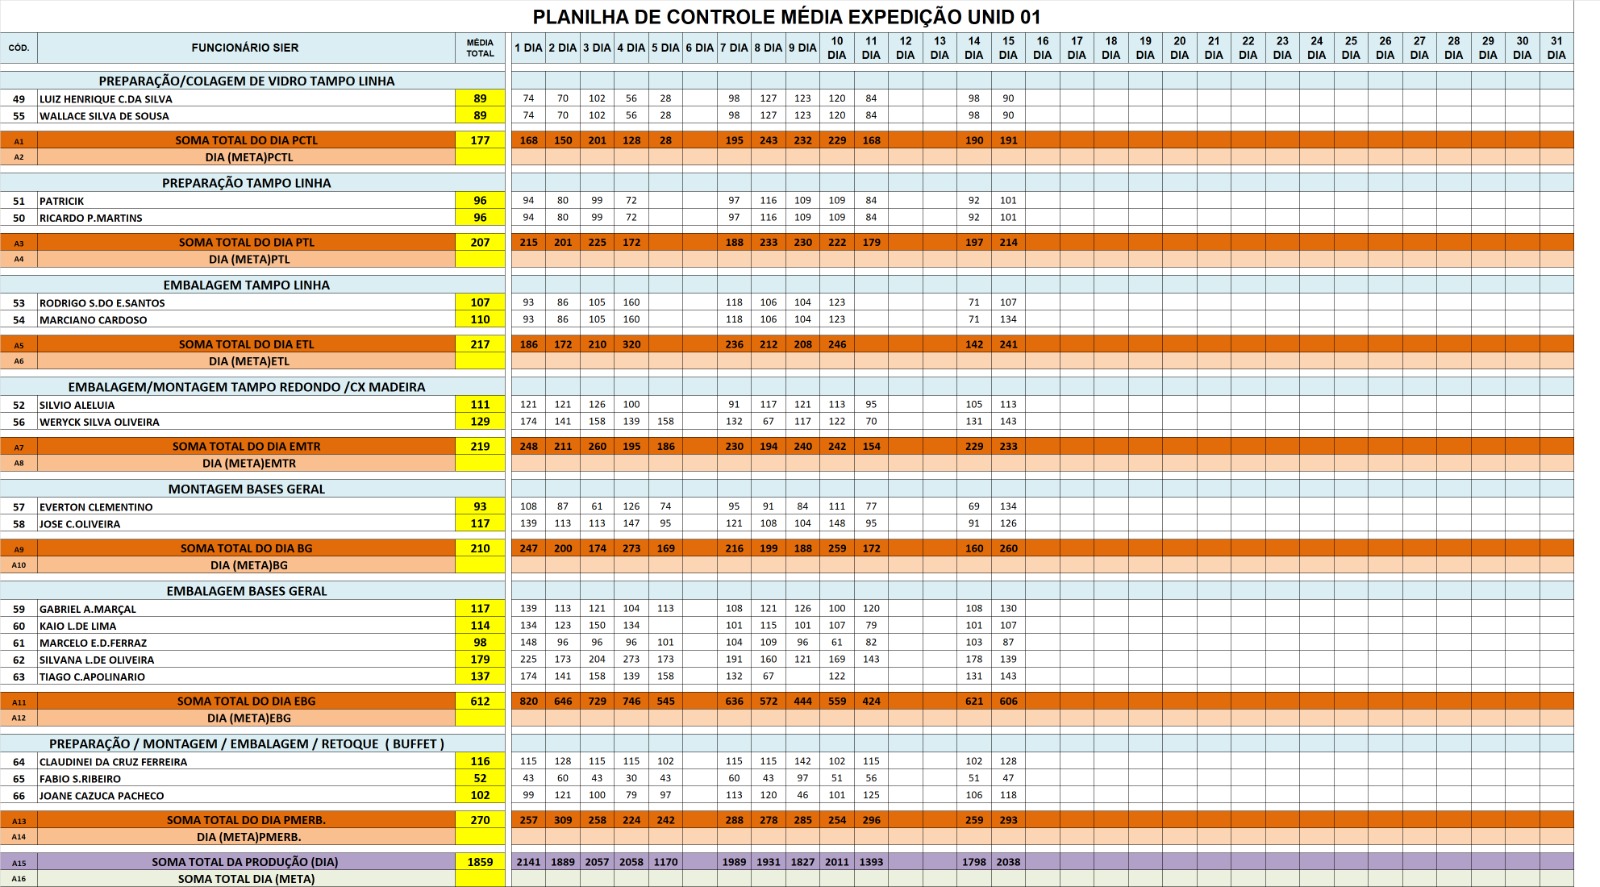 PLANILHA DE CONTROLE MÉDIA EXPEDIÇÃO UNID 01
CÓD. FUNCIONÁRIO SIER MÉDIA TOTAL 1 DIA 2 DIA 3 DIA 4 DIA 5 DIA 6 DIA 7 DIA 8 DIA 9 DIA 10 DIA 11 DIA 12 DIA 13 DIA 14 DIA 15 DIA 16 DIA 17 DIA 18 DIA 19 DIA 20 DIA 21 DIA 22 DIA 23 DIA 24 DIA 25 DIA 26 DIA 27 DIA 28 DIA 29 DIA 30 DIA 31 DIA
PREPARAÇÃO/COLAGEM DE VIDRO TAMPO LINHA
49 LUIZ HENRIQUE C.DA SILVA 89 74 70 102 56 28 98 127 123 120 84 98 90
55 WALLACE SILVA DE SOUSA 89 74 70 102 56 28 98 127 123 120 84 98 90
A1 SOMA TOTAL DO DIA PCTL 177 168 150 201 128 28 195 243 232 229 168 190 191
A2 DIA (META)PCTL
PREPARAÇÃO TAMPO LINHA
51 PATRICIK 96 94 80 99 72 97 116 109 109 84 92 101
50 RICARDO P.MARTINS 96 94 80 99 72 97 116 109 109 84 92 101
A3 SOMA TOTAL DO DIA PTL 207 215 201 225 172 188 233 230 222 179 197 214
A4 DIA (META)PTL
EMBALAGEM TAMPO LINHA
53 RODRIGO S.DO E.SANTOS 107 93 86 105 160 118 106 104 123 71 107
54 MARCIANO CARDOSO 110 93 86 105 160 118 106 104 123 71 134
A5 SOMA TOTAL DO DIA ETL 217 186 172 210 320 236 212 208 246 142 241
A6 DIA (META)ETL
EMBALAGEM/MONTAGEM TAMPO REDONDO /CX MADEIRA
52 SILVIO ALELUIA 111 121 121 126 100 91 117 121 113 95 105 113
56 WERYCK SILVA OLIVEIRA 129 174 141 158 139 158 132 67 117 122 70 131 143
A7 SOMA TOTAL DO DIA EMTR 219 248 211 260 195 186 230 194 240 242 154 229 233
A8 DIA (META)EMTR
MONTAGEM BASES GERAL
57 EVERTON CLEMENTINO 93 108 87 61 126 74 95 91 84 111 77 69 134
58 JOSE C.OLIVEIRA 117 139 113 113 147 95 121 108 104 148 95 91 126
A9 SOMA TOTAL DO DIA BG 210 247 200 174 273 169 216 199 188 259 172 160 260
A10 DIA (META)BG
EMBALAGEM BASES GERAL
59 GABRIEL A.MARÇAL 117 139 113 121 104 113 108 121 126 100 120 108 130
60 KAIO L.DE LIMA 114 134 123 150 134 101 115 101 107 79 101 107
61 MARCELO E.D.FERRAZ 98 148 96 96 96 101 104 109 96 61 82 103 87
62 SILVANA L.DE OLIVEIRA 179 225 173 204 273 173 191 160 121 169 143 178 139
63 TIAGO C.APOLINARIO 137 174 141 158 139 158 132 67 122 131 143
A11 SOMA TOTAL DO DIA EBG 612 820 646 729 746 545 636 572 444 559 424 621 606
A12 DIA (META)EBG
PREPARAÇÃO / MONTAGEM / EMBALAGEM / RETOQUE ( BUFFET )
64 CLAUDINEI DA CRUZ FERREIRA 116 115 128 115 115 102 115 115 142 102 115 102 128
65 FABIO S.RIBEIRO 52 43 60 43 30 43 60 43 97 51 56 51 47
66 JOANE CAZUCA PACHECO 102 99 121 100 79 97 113 120 46 101 125 106 118
A13 SOMA TOTAL DO DIA PMERB. 270 257 309 258 224 242 288 278 285 254 296 259 293
A14 DIA (META)PMERB.
A15 SOMA TOTAL DA PRODUÇÃO (DIA) 1859 2141 1889 2057 2058 1170 1989 1931 1827 2011 1393 1798 2038
A16 SOMA TOTAL DIA (META)